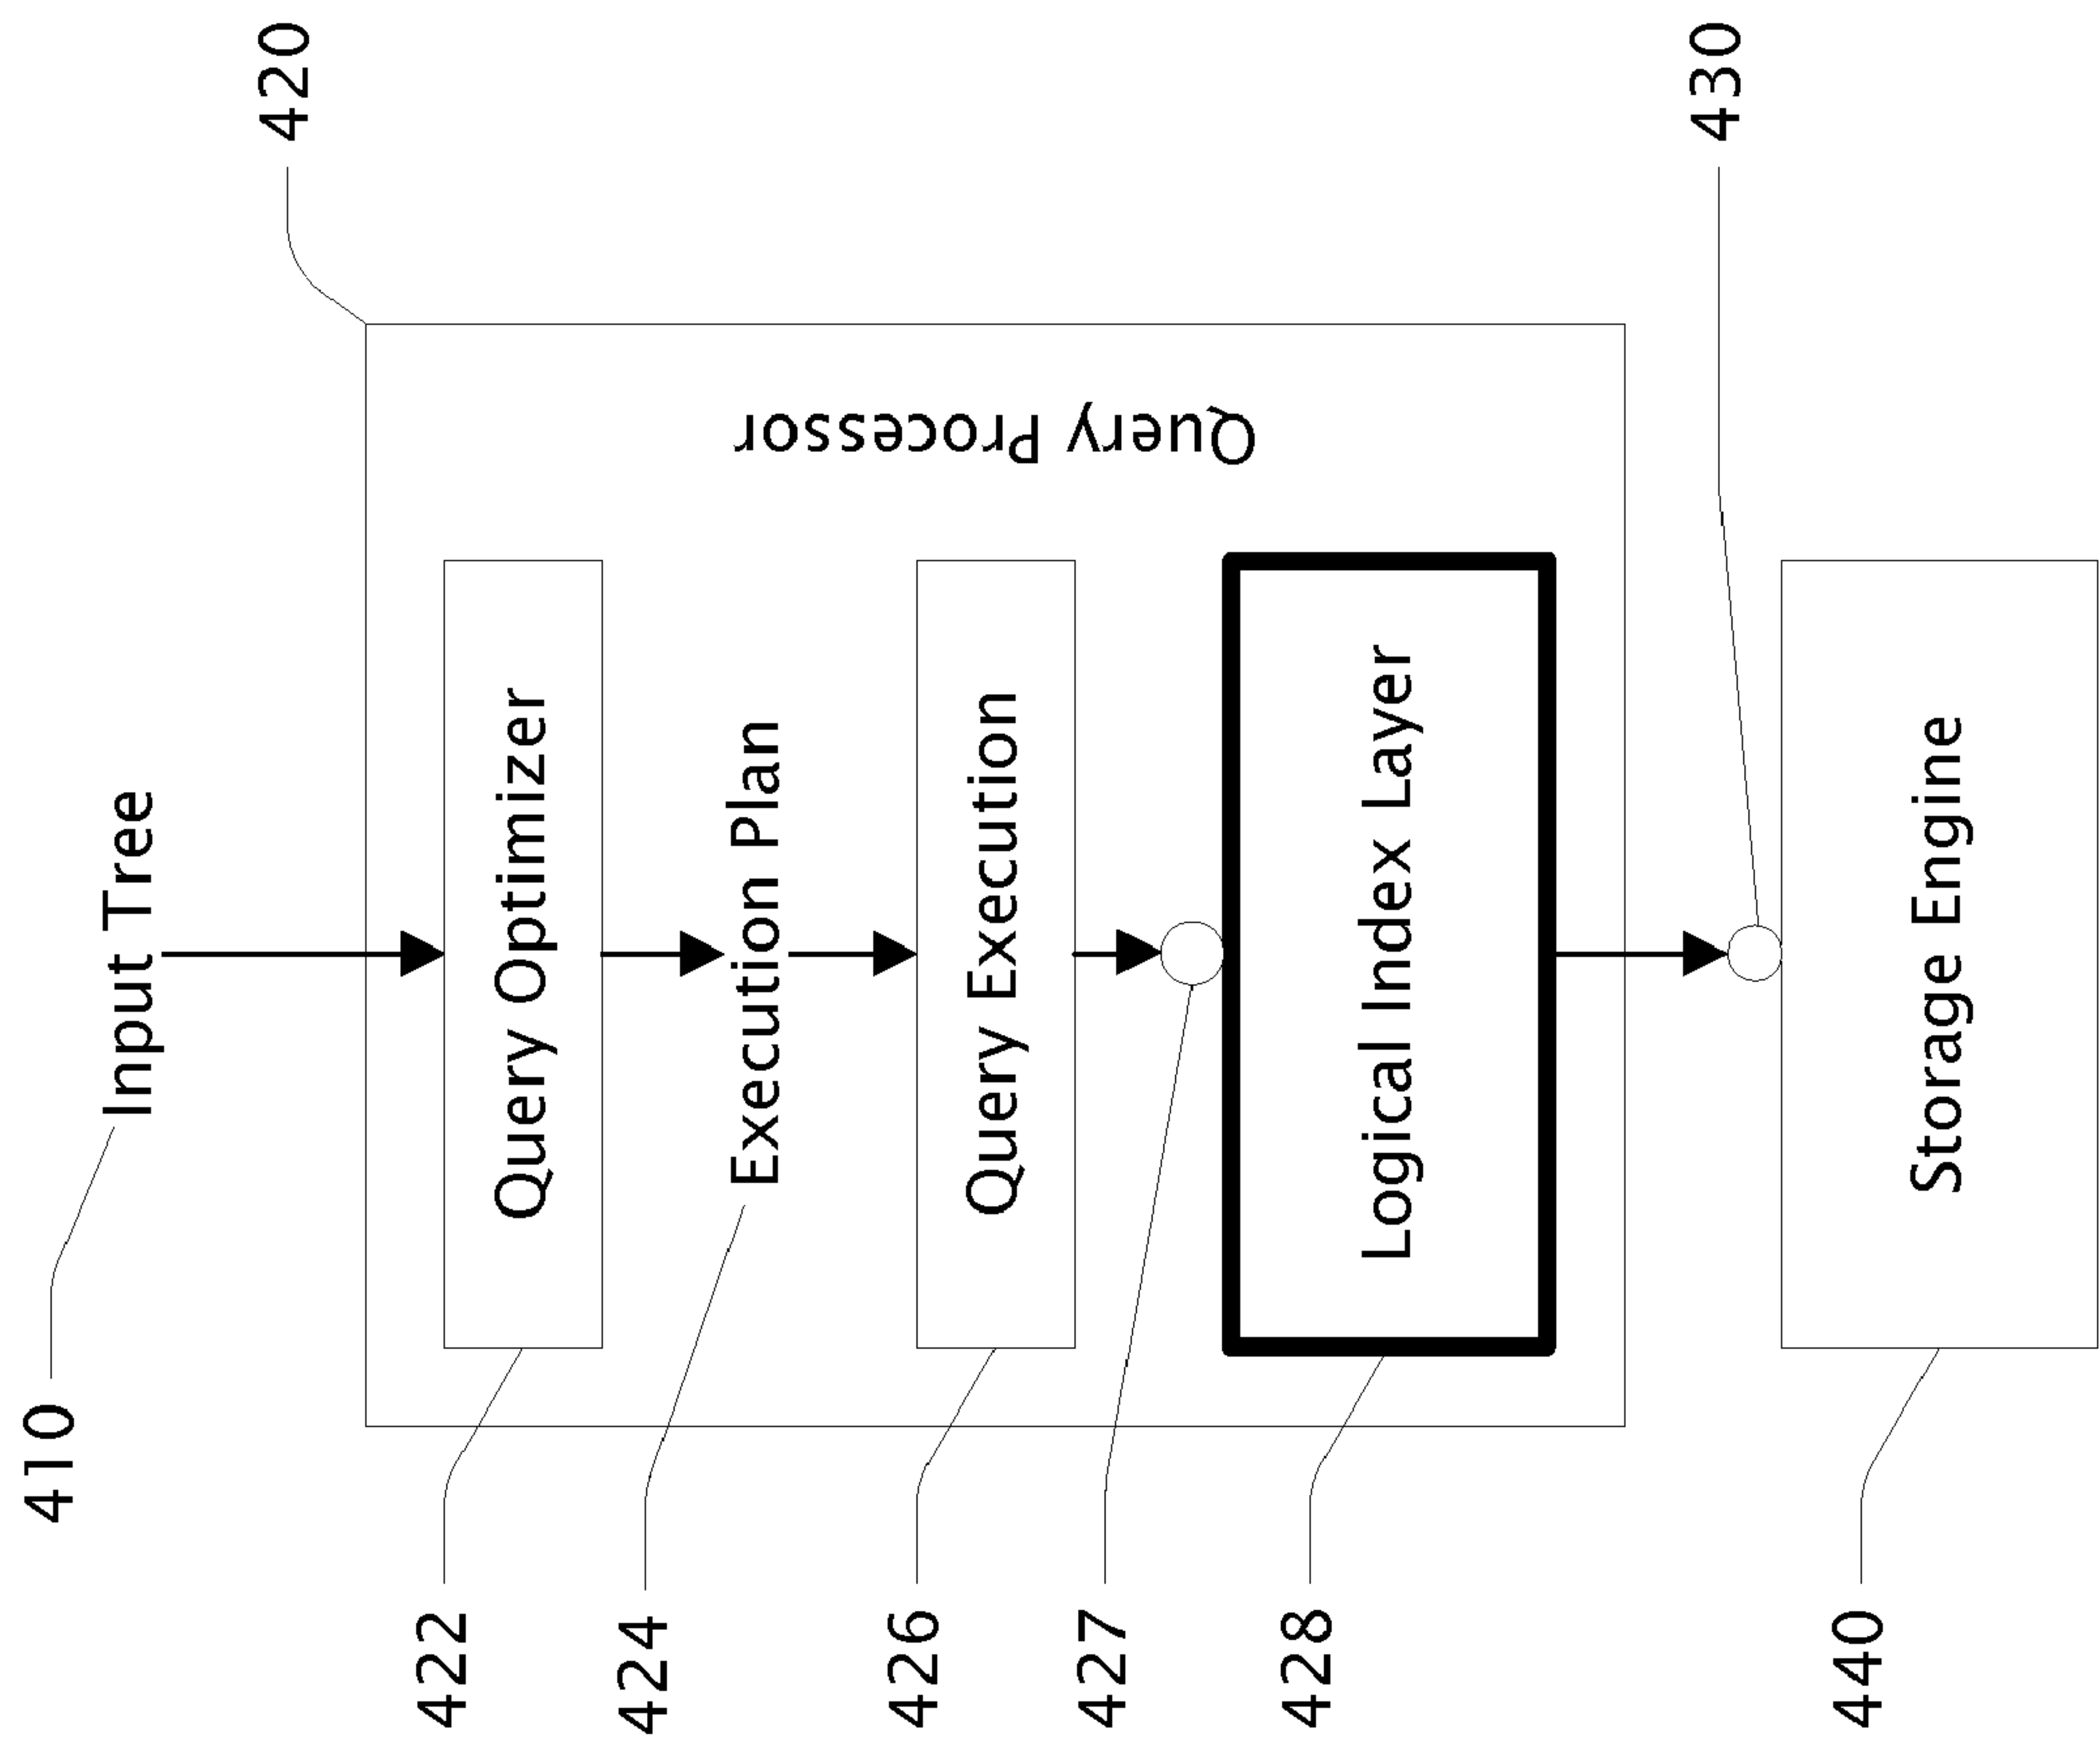 410
Input Tree
420
Query Processor
422
Query Optimizer
424
Execution Plan
426
Query Execution
427
428
Logical Index Layer
430
440
Storage Engine